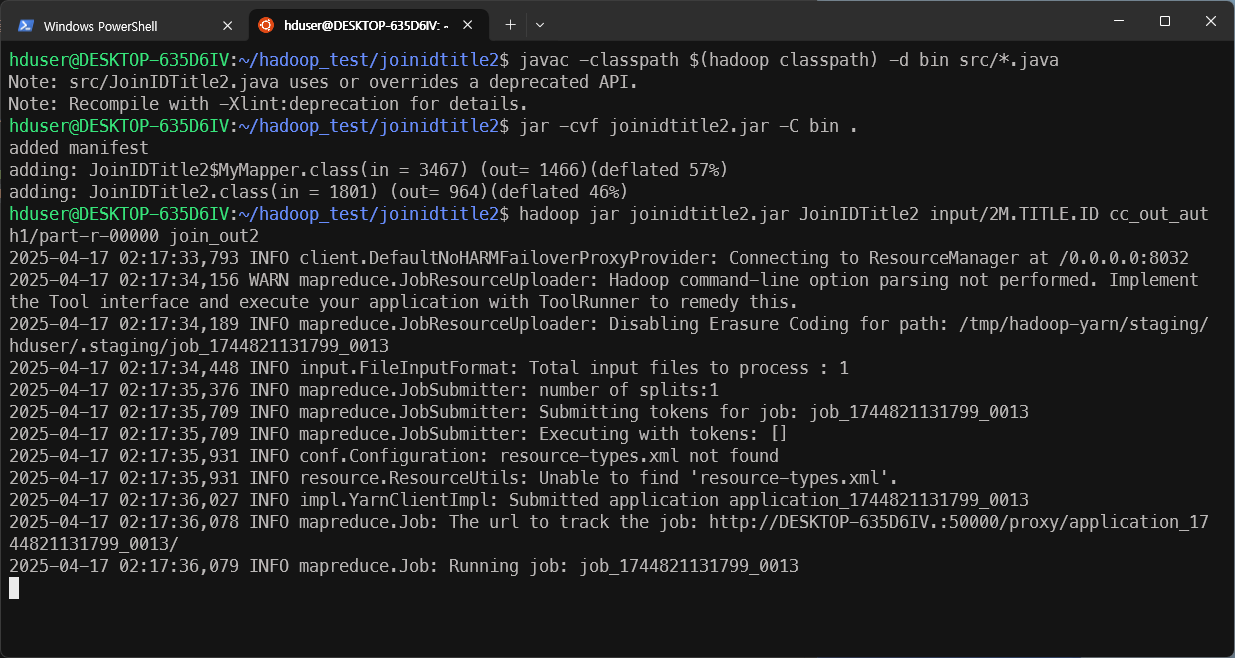 Windows PowerShell
hduser@DESKTOP-635D6IV: ~
hduser@DESKTOP-635D6IV:~/hadoop_test/joinidtitle2$ javac -classpath $(hadoop classpath) -d bin src/*.java
Note: src/JoinIDTitle2.java uses or overrides a deprecated API.
Note: Recompile with -Xlint:deprecation for details.
hduser@DESKTOP-635D6IV:~/hadoop_test/joinidtitle2$ jar -cvf joinidtitle2.jar -C bin .
added manifest
adding: JoinIDTitle2$MyMapper.class(in = 3467) (out= 1466)(deflated 57%)
adding: JoinIDTitle2.class(in = 1801) (out= 964)(deflated 46%)
hduser@DESKTOP-635D6IV:~/hadoop_test/joinidtitle2$ hadoop jar joinidtitle2.jar JoinIDTitle2 input/2M.TITLE.ID cc_out_aut
h1/part-r-00000 join_out2
2025-04-17 02:17:33,793 INFO client.DefaultNoHARMFailoverProxyProvider: Connecting to ResourceManager at /0.0.0.0:8032
2025-04-17 02:17:34,156 WARN mapreduce.JobResourceUploader: Hadoop command-line option parsing not performed. Implement
the Tool interface and execute your application with ToolRunner to remedy this.
2025-04-17 02:17:34,189 INFO mapreduce.JobResourceUploader: Disabling Erasure Coding for path: /tmp/hadoop-yarn/staging/
hduser/.staging/job_1744821131799_0013
2025-04-17 02:17:34,448 INFO input.FileInputFormat: Total input files to process : 1
2025-04-17 02:17:35,376 INFO mapreduce.JobSubmitter: number of splits:1
2025-04-17 02:17:35,709 INFO mapreduce.JobSubmitter: Submitting tokens for job: job_1744821131799_0013
2025-04-17 02:17:35,709 INFO mapreduce.JobSubmitter: Executing with tokens: []
2025-04-17 02:17:35,931 INFO conf.Configuration: resource-types.xml not found
2025-04-17 02:17:35,931 INFO resource.ResourceUtils: Unable to find 'resource-types.xml'.
2025-04-17 02:17:36,027 INFO impl.YarnClientImpl: Submitted application application_1744821131799_0013
2025-04-17 02:17:36,078 INFO mapreduce.Job: The url to track the job: http://DESKTOP-635D6IV.:50000/proxy/application_17
44821131799_0013/
2025-04-17 02:17:36,079 INFO mapreduce.Job: Running job: job_1744821131799_0013